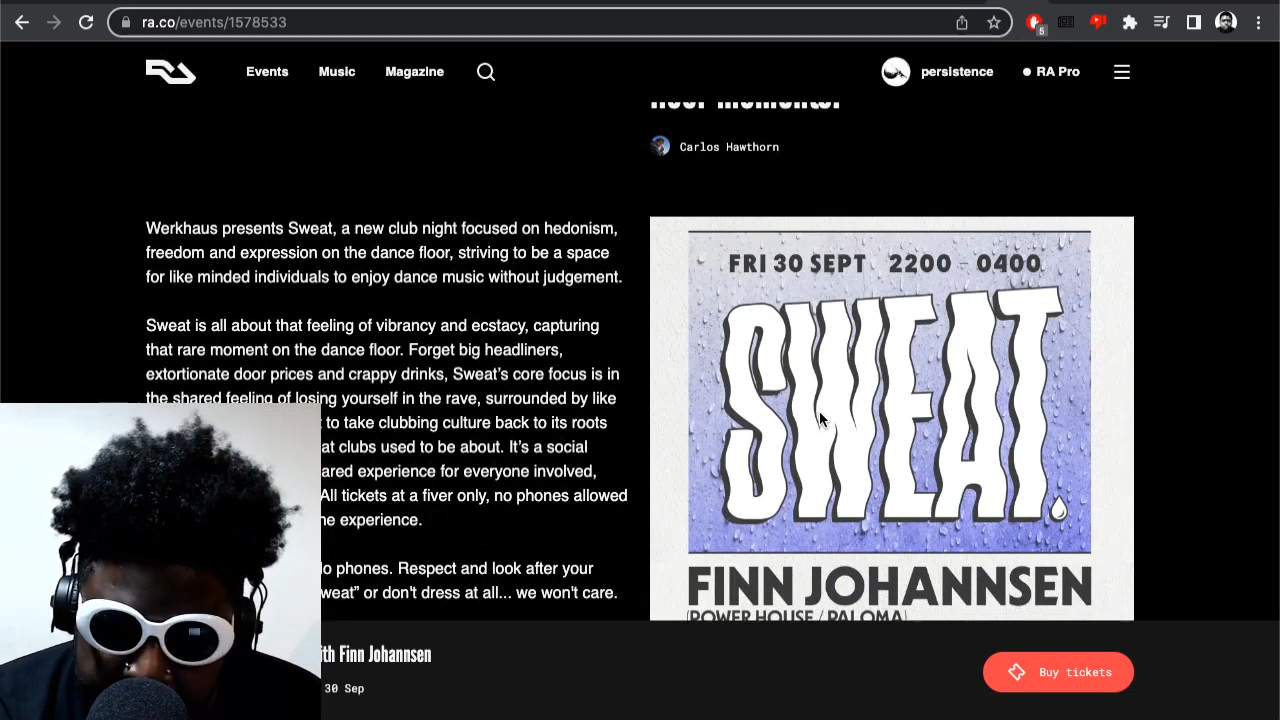 ra.co/events/1578533
5
Events Music Magazine persistence RA Pro
Carlos Hawthorn
Werkhaus presents Sweat, a new club night focused on hedonism,
freedom and expression on the dance floor, striving to be a space
for like minded individuals to enjoy dance music without judgement.
Sweat is all about that feeling of vibrancy and ecstacy, capturing
that rare moment on the dance floor. Forget big headliners,
extortionate door prices and crappy drinks, Sweat's core focus is in
the shared feeling of losing yourself in the rave, surrounded by like
to take clubbing culture back to its roots
at clubs used to be about. It's a social
ared experience for everyone involved,
All tickets at a fiver only, no phones allowed
he experience.
o phones. Respect and look after your
weat" or don't dress at all... we won't care.
FRI 30 SEPT 2200 – 0400
SWEAT.
FINN JOHANNSEN
(POWER HOUSE / PALOMA)
ith Finn Johannsen
30 Sep
Buy tickets